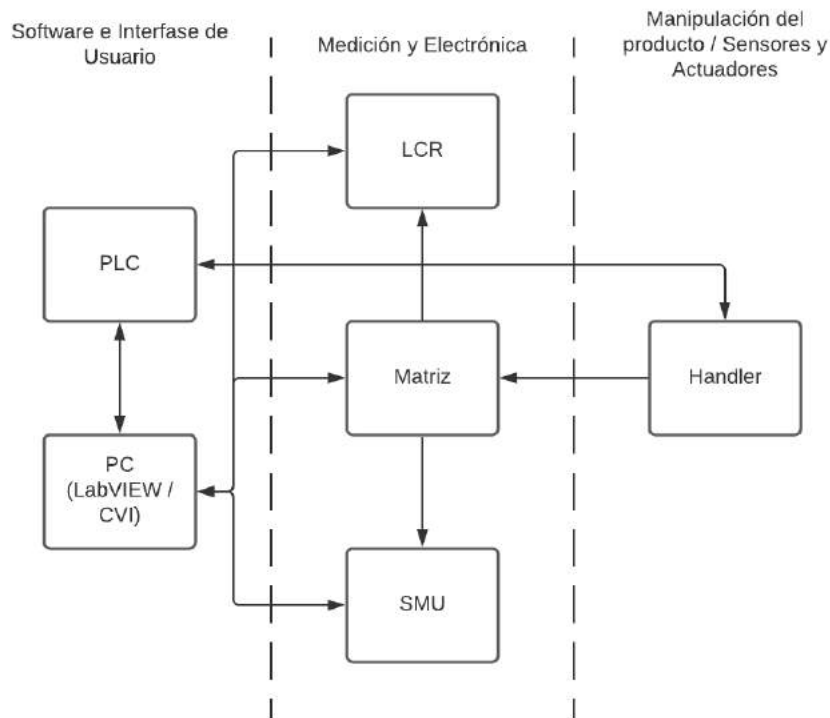 Software e Interfase de
Usuario
Medición y Electrónica
Manipulación del
producto / Sensores y
Actuadores
LCR
PLC
Matriz
Handler
PC
(LabVIEW /
CVI)
SMU